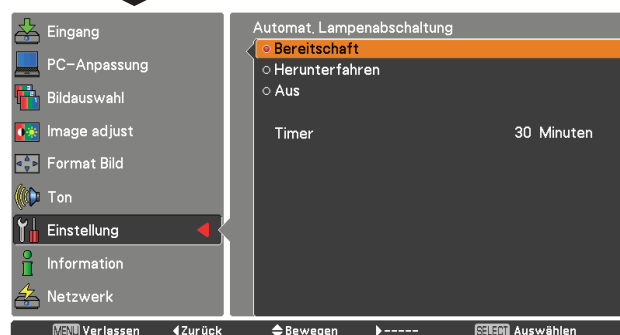 Eingang
PC-Anpassung
Bildauswahl
Image adjust
Format Bild
Ton
Einstellung
Information
Netzwerk
Automat. Lampenabschaltung
Bereitschaft
Herunterfahren
Aus
Timer 30 Minuten
MENU Verlassen Zurück Bewegen ----- SELECT Auswählen